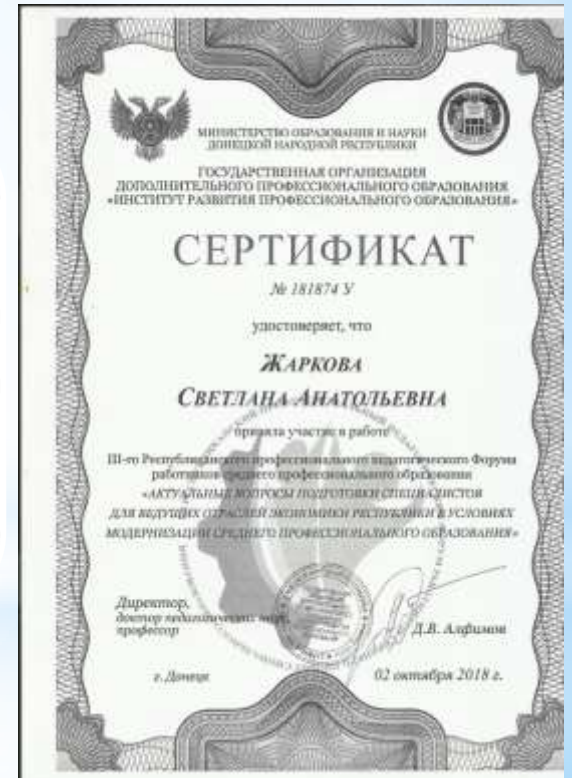 МИНИСТЕРСТВО ОБРАЗОВАНИЯ И НАУКИ
ДОНЕЦКОЙ НАРОДНОЙ РЕСПУБЛИКИ
ГОСУДАРСТВЕННАЯ ОРГАНИЗАЦИЯ
ДОПОЛНИТЕЛЬНОГО ПРОФЕССИОНАЛЬНОГО ОБРАЗОВАНИЯ
«ИНСТИТУТ РАЗВИТИЯ ПРОФЕССИОНАЛЬНОГО ОБРАЗОВАНИЯ»
СЕРТИФИКАТ
№ 181874 У
удостоверяет, что
ЖАРКОВА
СВЕТЛАНА АНАТОЛЬЕВНА
приняла участие в работе
III-го Республиканского профессионального педагогического Форума
работников среднего профессионального образования
«АКТУАЛЬНЫЕ ВОПРОСЫ ПОДГОТОВКИ СПЕЦИАЛИСТОВ
ДЛЯ ВЕДУЩИХ ОТРАСЛЕЙ ЭКОНОМИКИ РЕСПУБЛИКИ В УСЛОВИЯХ
МОДЕРНИЗАЦИИ СРЕДНЕГО ПРОФЕССИОНАЛЬНОГО ОБРАЗОВАНИЯ»
Директор,
доктор педагогических наук,
профессор
Д.В. Алфимов
г. Донецк
02 октября 2018 г.